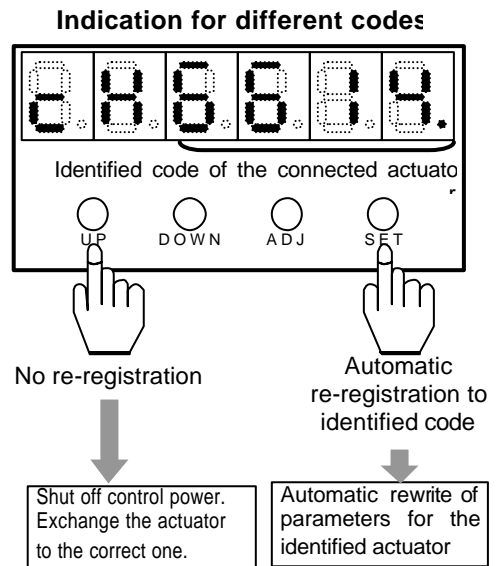 Indication for different codes
cH5614.
Identified code of the connected actuato
r
UP DOWN ADJ SET
No re-registration
Automatic
re-registration to
identified code
Shut off control power.
Exchange the actuator
to the correct one.
Automatic rewrite of
parameters for the
identified actuator